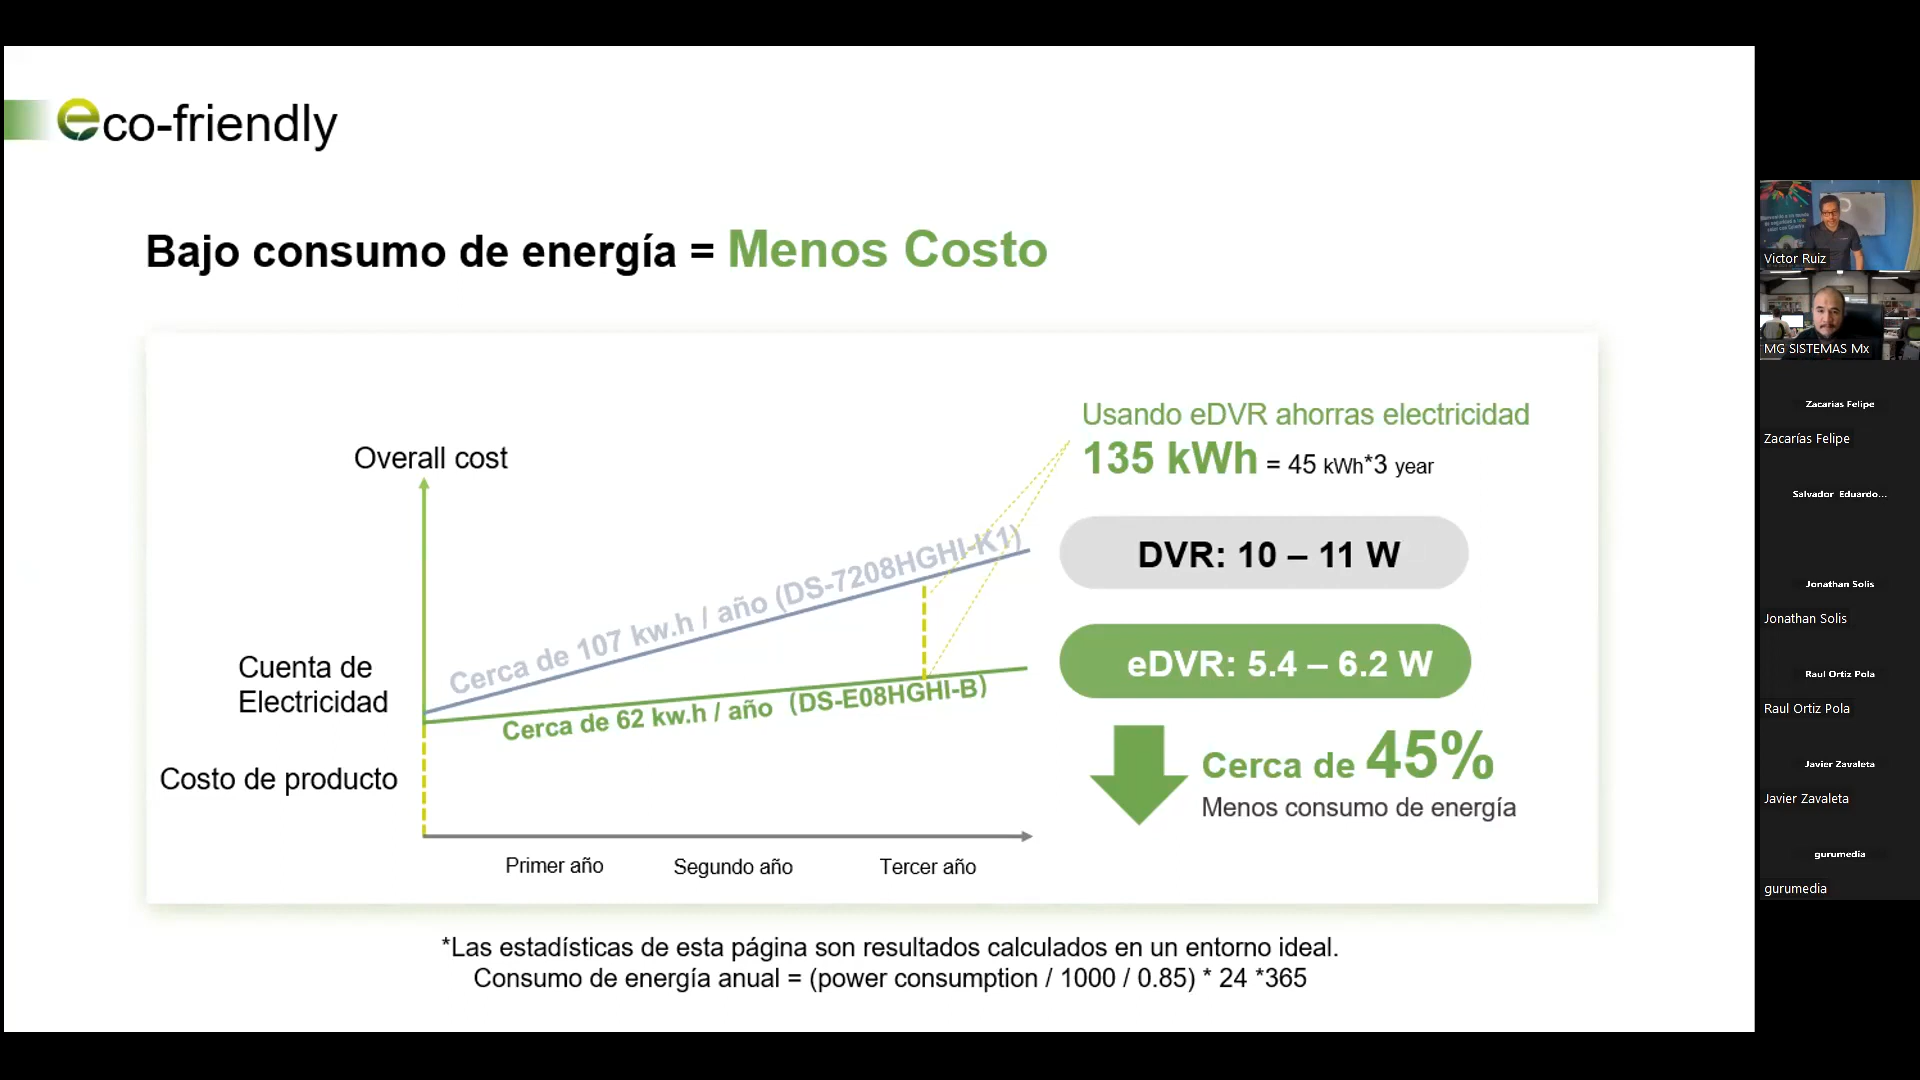 eco-friendly
Bajo consumo de energía = Menos Costo
Usando eDVR ahorras electricidad
135 kWh = 45 kWh*3 year
Overall cost
Cerca de 107 kw.h / año (DS-7208HGHI-K1)
DVR: 10 – 11 W
Cuenta de
Electricidad
eDVR: 5.4 – 6.2 W
Cerca de 62 kw.h / año (DS-E08HGHI-B)
Costo de producto
Cerca de 45%
Menos consumo de energía
Primer año
Segundo año
Tercer año
*Las estadísticas de esta página son resultados calculados en un entorno ideal.
Consumo de energía anual = (power consumption / 1000 / 0.85) * 24 *365
Victor Ruiz
MG SISTEMAS Mx
Zacarías Felipe
Zacarías Felipe
Salvador Eduardo...
Jonathan Solis
Jonathan Solis
Raul Ortiz Pola
Raul Ortiz Pola
Javier Zavaleta
Javier Zavaleta
gurumedia
gurumedia